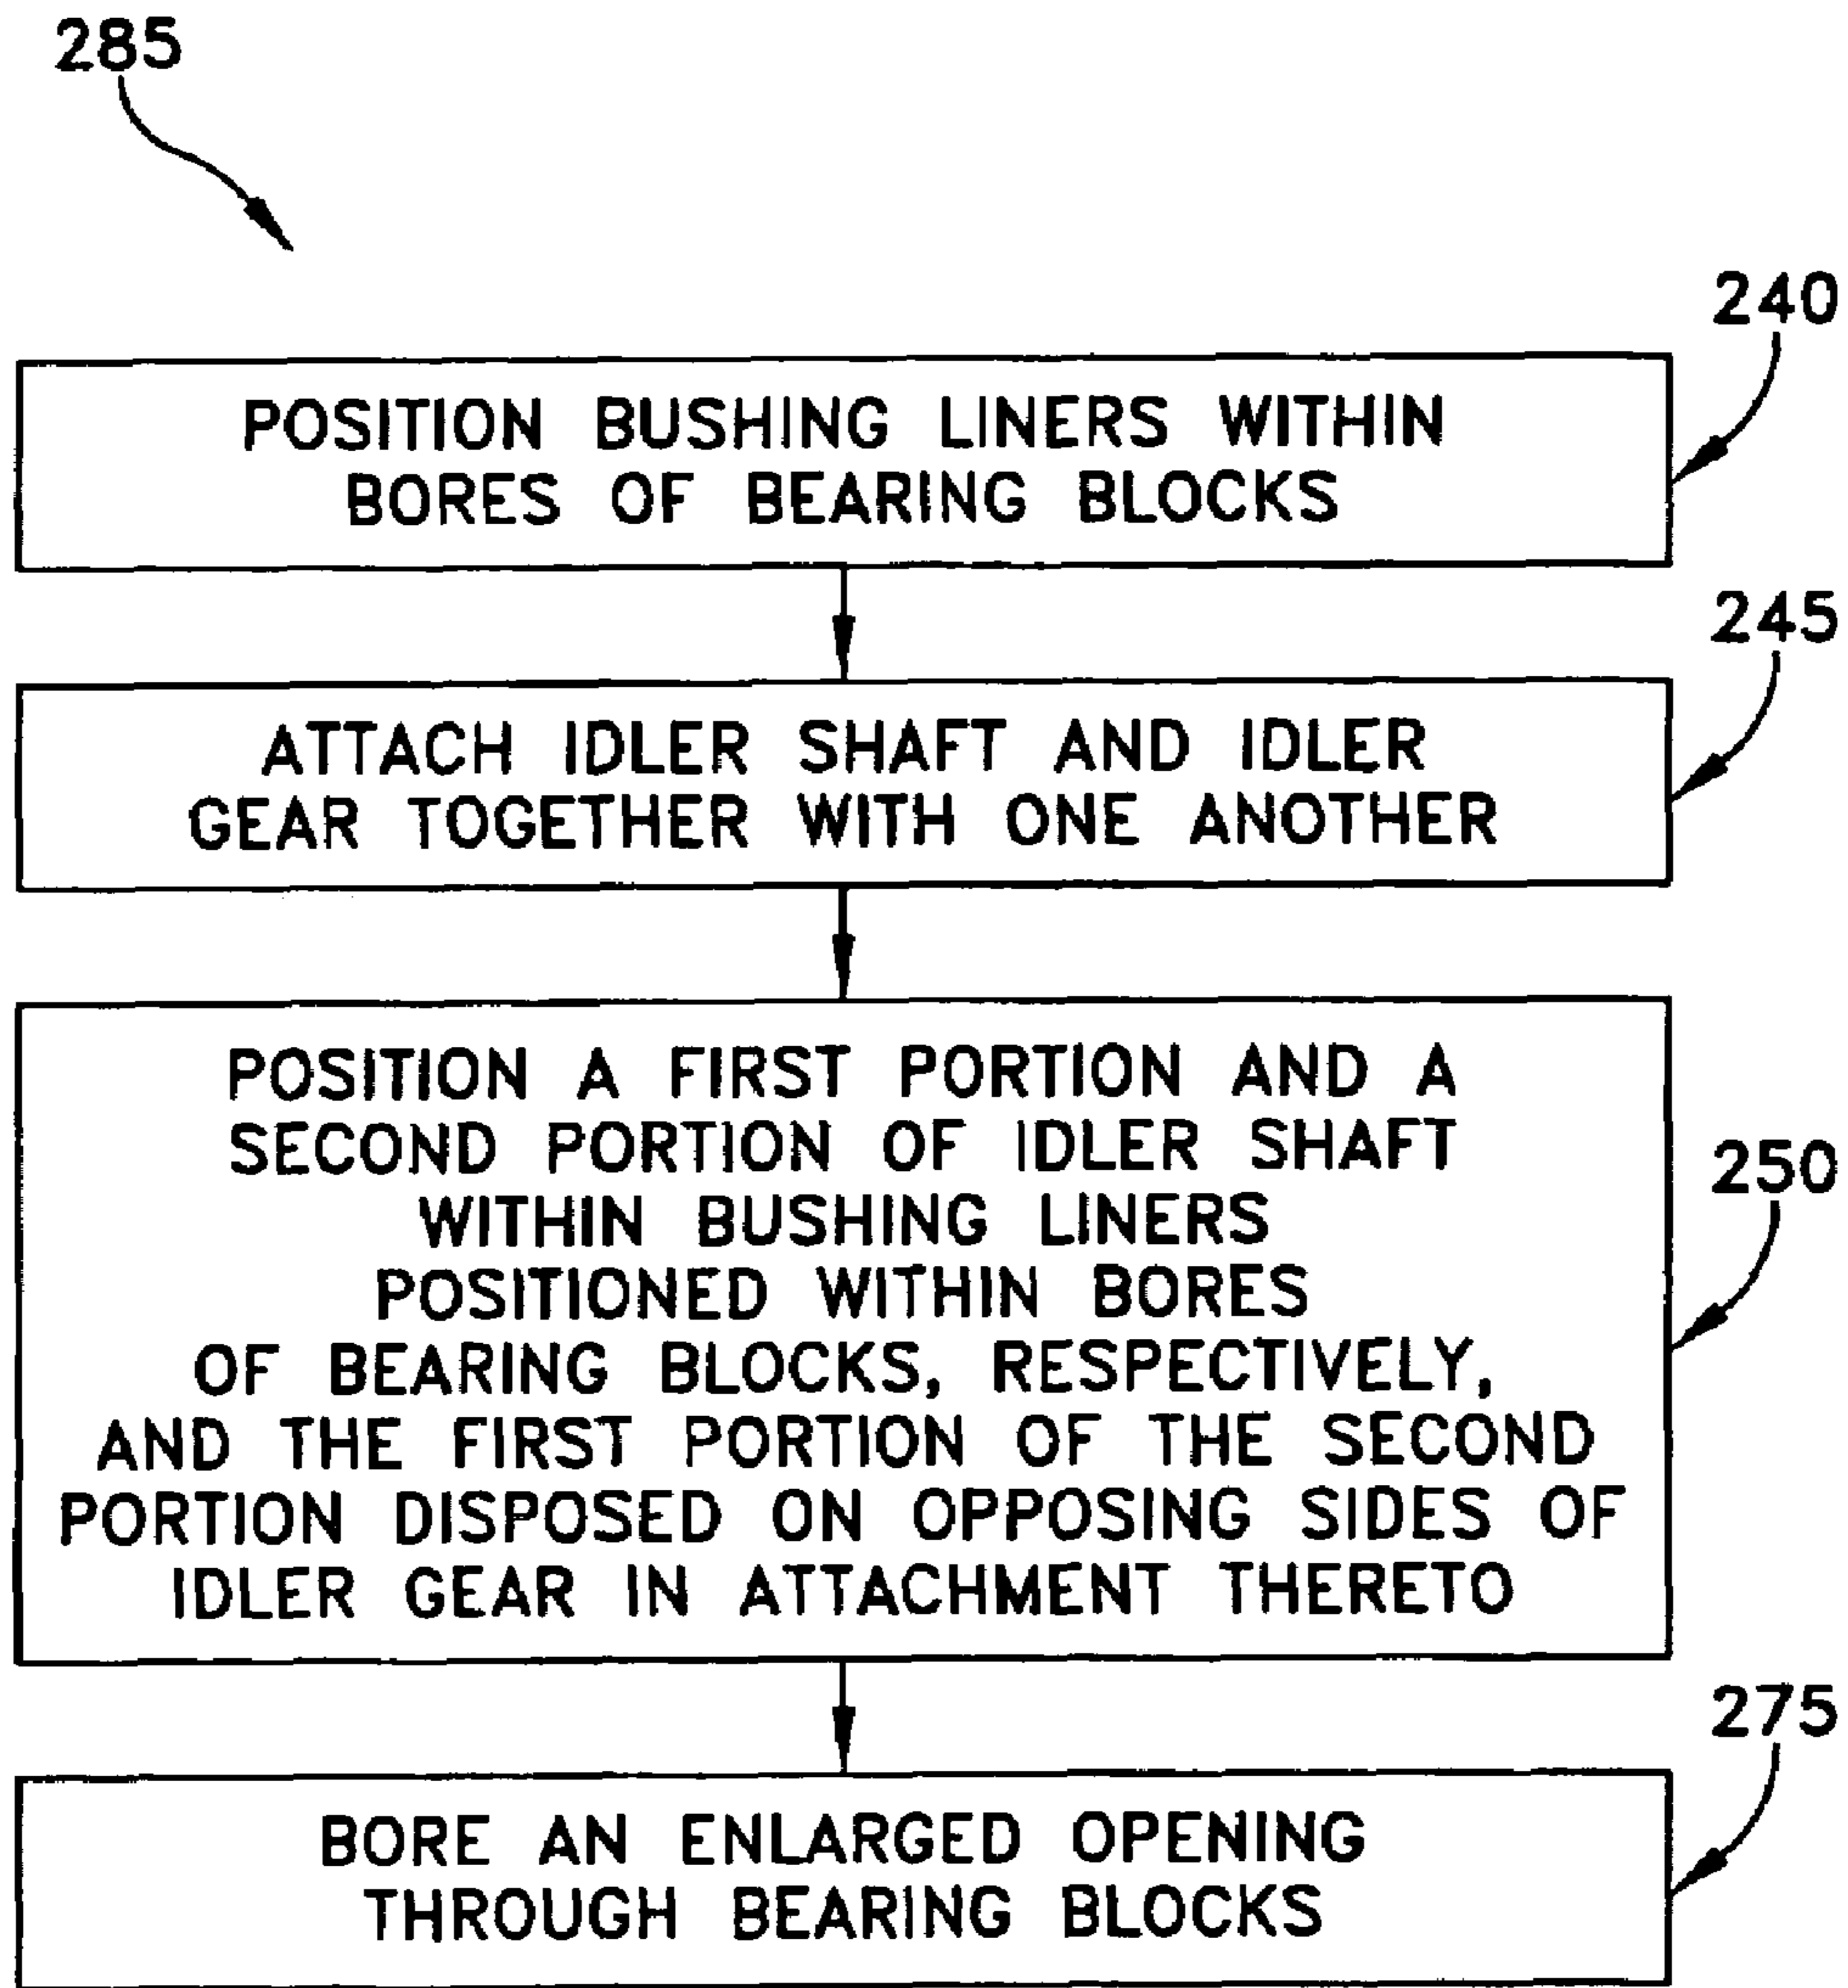 285
240
POSITION BUSHING LINERS WITHIN
BORES OF BEARING BLOCKS
245
ATTACH IDLER SHAFT AND IDLER
GEAR TOGETHER WITH ONE ANOTHER
POSITION A FIRST PORTION AND A
SECOND PORTION OF IDLER SHAFT
250
WITHIN BUSHING LINERS
POSITIONED WITHIN BORES
OF BEARING BLOCKS, RESPECTIVELY,
AND THE FIRST PORTION OF THE SECOND
PORTION DISPOSED ON OPPOSING SIDES OF
IDLER GEAR IN ATTACHMENT THERETO
275
BORE AN ENLARGED OPENING
THROUGH BEARING BLOCKS